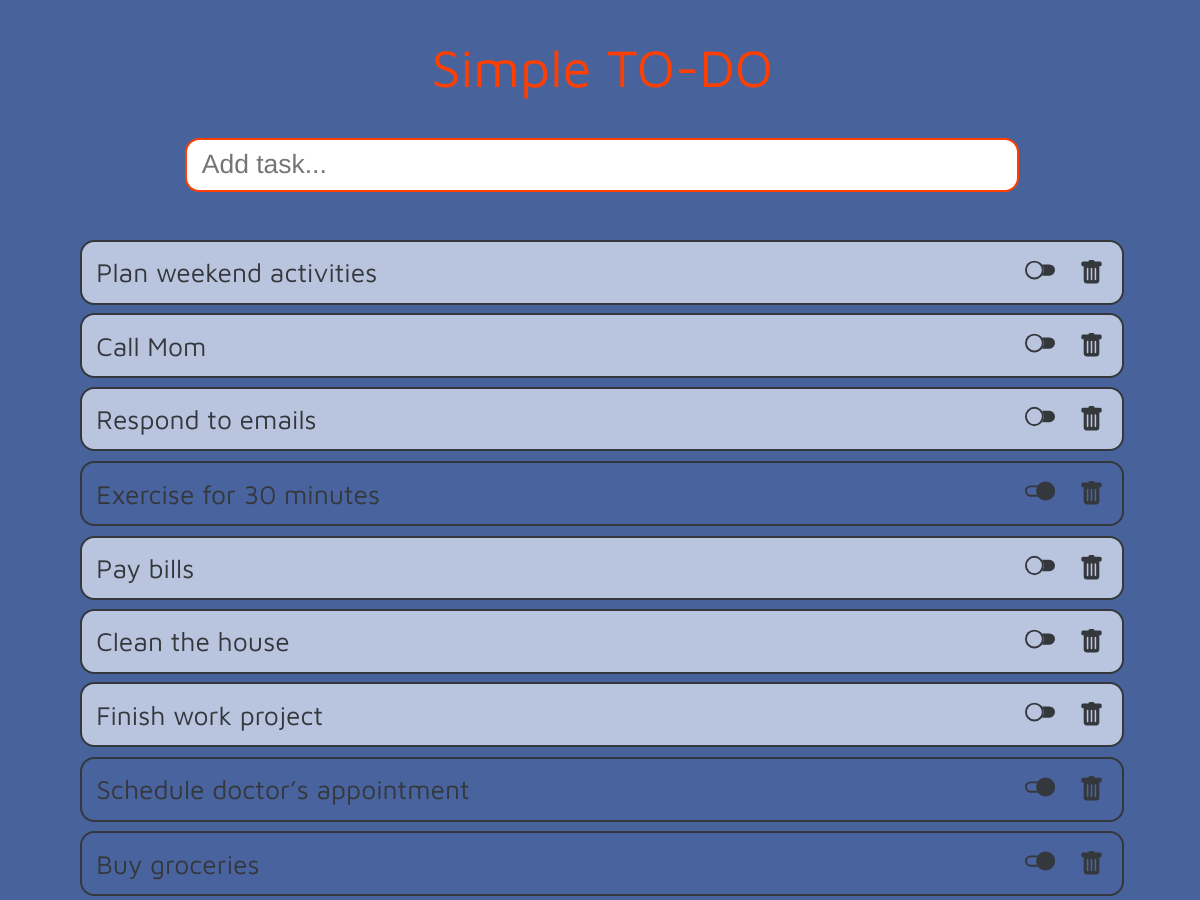 Simple TO-DO
Add task...
Plan weekend activities
Call Mom
Respond to emails
Exercise for 30 minutes
Pay bills
Clean the house
Finish work project
Schedule doctor’s appointment
Buy groceries